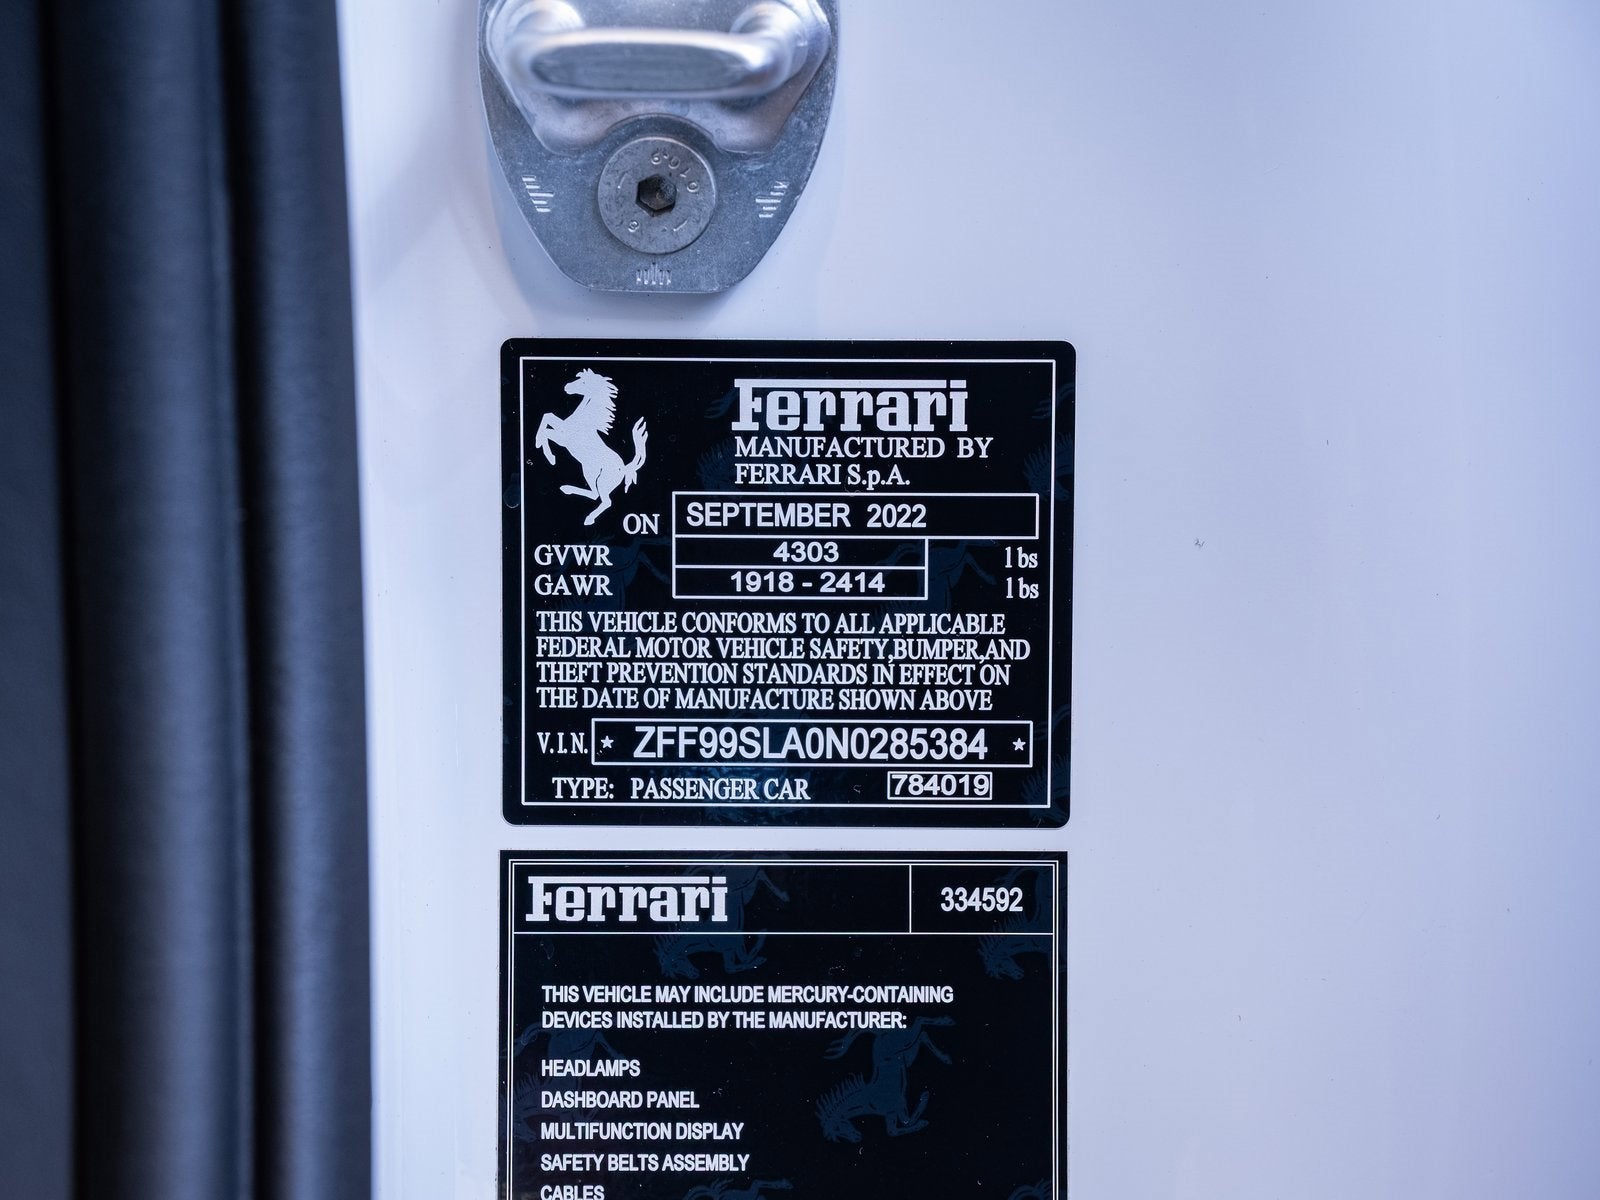 10.9
Ferrari
MANUFACTURED BY
FERRARI S.p.A.
ON SEPTEMBER 2022
GVWR 4303 lbs
GAWR 1918 - 2414 lbs
THIS VEHICLE CONFORMS TO ALL APPLICABLE
FEDERAL MOTOR VEHICLE SAFETY,BUMPER,AND
THEFT PREVENTION STANDARDS IN EFFECT ON
THE DATE OF MANUFACTURE SHOWN ABOVE
V.I.N. * ZFF99SLA0N0285384 *
TYPE: PASSENGER CAR 784019
Ferrari 334592
THIS VEHICLE MAY INCLUDE MERCURY-CONTAINING
DEVICES INSTALLED BY THE MANUFACTURER:
HEADLAMPS
DASHBOARD PANEL
MULTIFUNCTION DISPLAY
SAFETY BELTS ASSEMBLY
CABLES